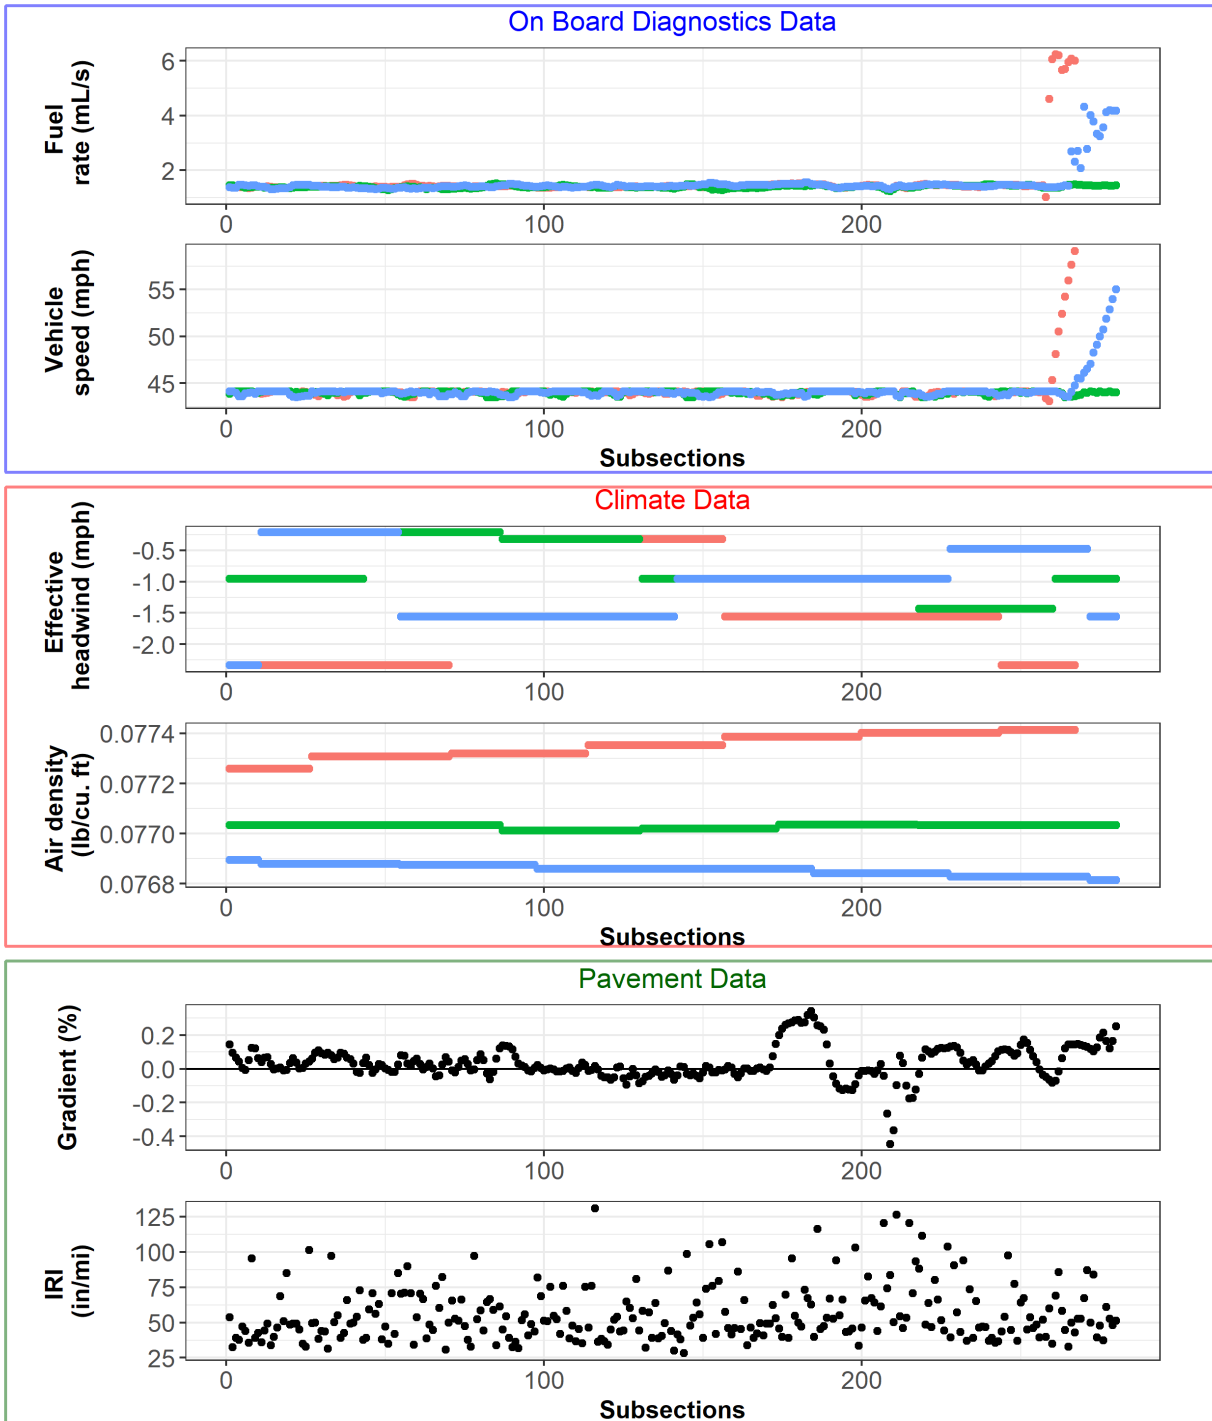 On Board Diagnostics Data
Fuel
rate (mL/s)
6
4
2
0 100 200
Vehicle
speed (mph)
55
50
45
0 100 200
Subsections
Climate Data
Effective
headwind (mph)
-0.5
-1.0
-1.5
-2.0
0 100 200
Air density
(lb/cu. ft)
0.0774
0.0772
0.0770
0.0768
0 100 200
Subsections
Pavement Data
Gradient (%)
0.2
0.0
-0.2
-0.4
0 100 200
IRI
(in/mi)
125
100
75
50
25
0 100 200
Subsections